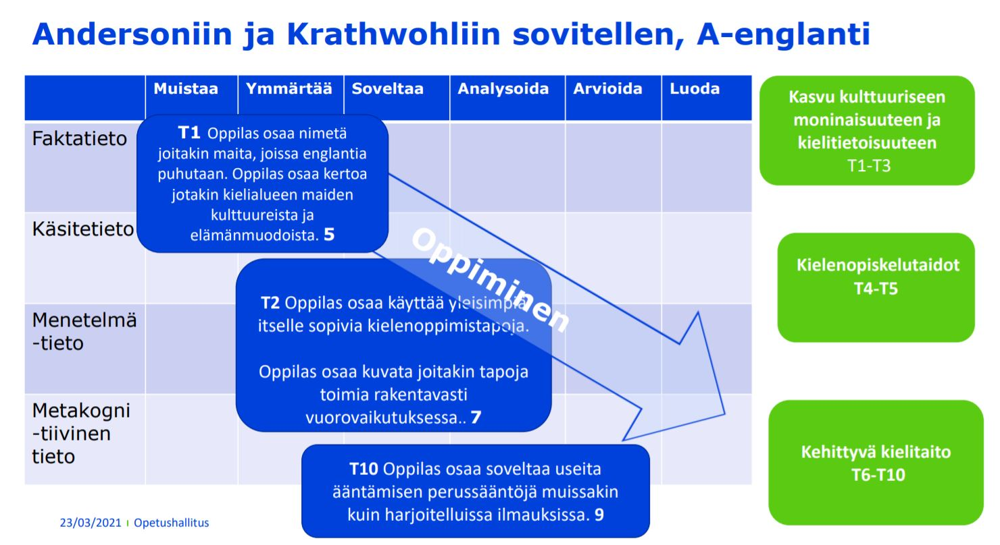 Andersoniin ja Krathwohliin sovitellen, A-englanti
Muistaa Ymmärtää Soveltaa Analysoida Arvioida Luoda
Faktatieto
Käsitetieto
Menetelmä
-tieto
Metakogni
-tiivinen
tieto
T1 Oppilas osaa nimetä
joitakin maita, joissa englantia
puhutaan. Oppilas osaa kertoa
jotakin kielialueen maiden
kulttuureista ja
elämänmuodoista. 5
Oppiminen
T2 Oppilas osaa käyttää yleisimpiä
itselle sopivia kielenoppimistapoja.
Oppilas osaa kuvata joitakin tapoja
toimia rakentavasti
vuorovaikutuksessa.. 7
T10 Oppilas osaa soveltaa useita
ääntämisen perussääntöjä muissakin
kuin harjoitelluissa ilmauksissa. 9
Kasvu kulttuuriseen
moninaisuuteen ja
kielitietoisuuteen
T1-T3
Kielenopiskelutaidot
T4-T5
Kehittyvä kielitaito
T6-T10
23/03/2021 Opetushallitus